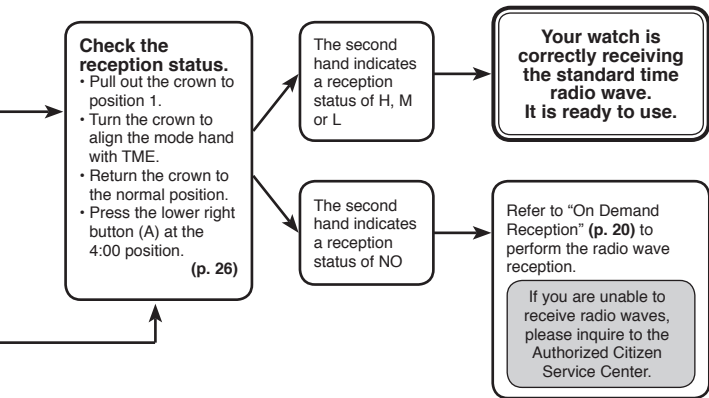 Check the
reception status.
• Pull out the crown to
position 1.
• Turn the crown to
align the mode hand
with TME.
• Return the crown to
the normal position.
• Press the lower right
button (A) at the
4:00 position.
(p. 26)
The second
hand indicates
a reception
status of H, M
or L
Your watch is
correctly receiving
the standard time
radio wave.
It is ready to use.
The second
hand indicates
a reception
status of NO
Refer to “On Demand
Reception” (p. 20) to
perform the radio wave
reception.
If you are unable to
receive radio waves,
please inquire to the
Authorized Citizen
Service Center.